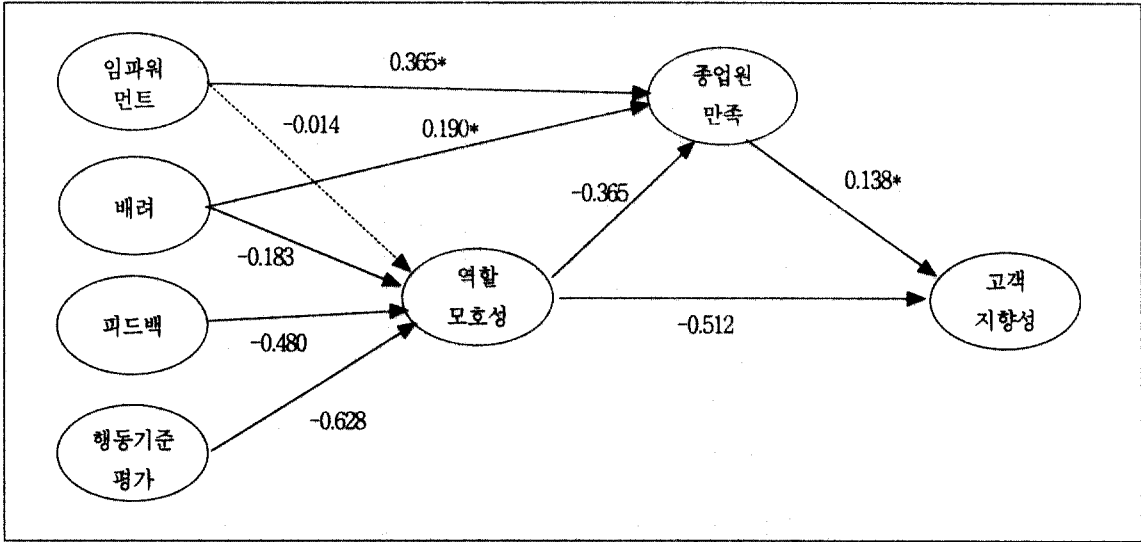 임파워
먼트
0.365*
종업원
만족
-0.014
0.190*
배려
-0.365
0.138*
-0.183
역할
모호성
고객
지향성
피드백
-0.480
-0.512
-0.628
행동기준
평가